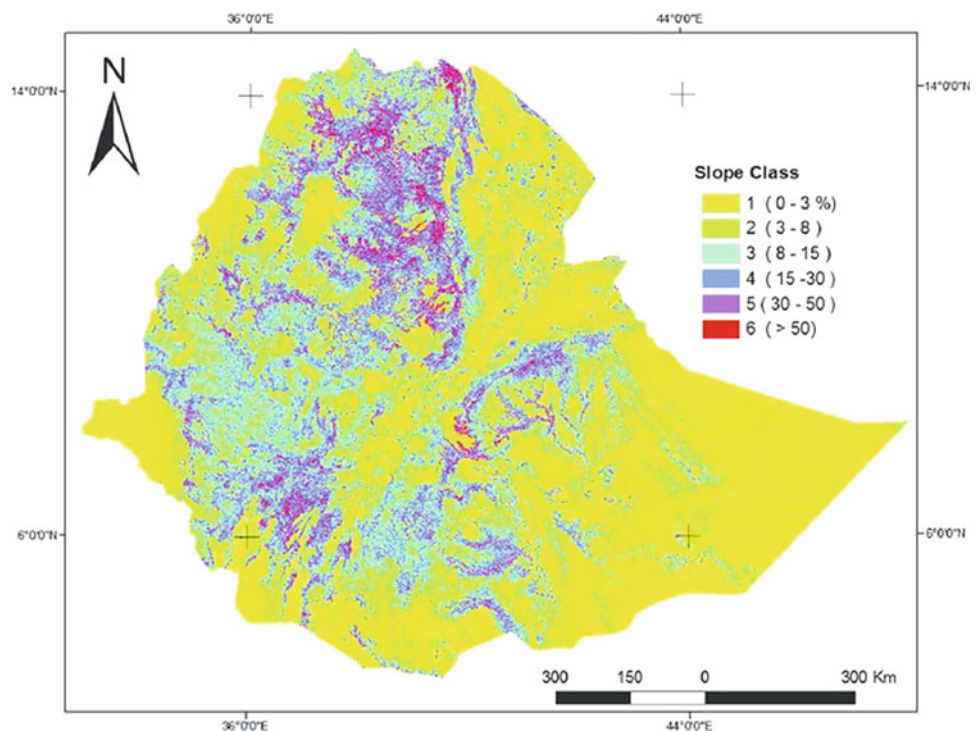 36°0'0"E
44°0'0"E
N
14°0'0"N
14°0'0"N
Slope Class
1 ( 0 - 3 %)
2 ( 3 - 8 )
3 ( 8 - 15 )
4 ( 15 -30 )
5 ( 30 - 50 )
6 ( > 50)
6°0'0"N
6°0'0"N
300 150 0 300 Km
36°0'0"E
44°0'0"E